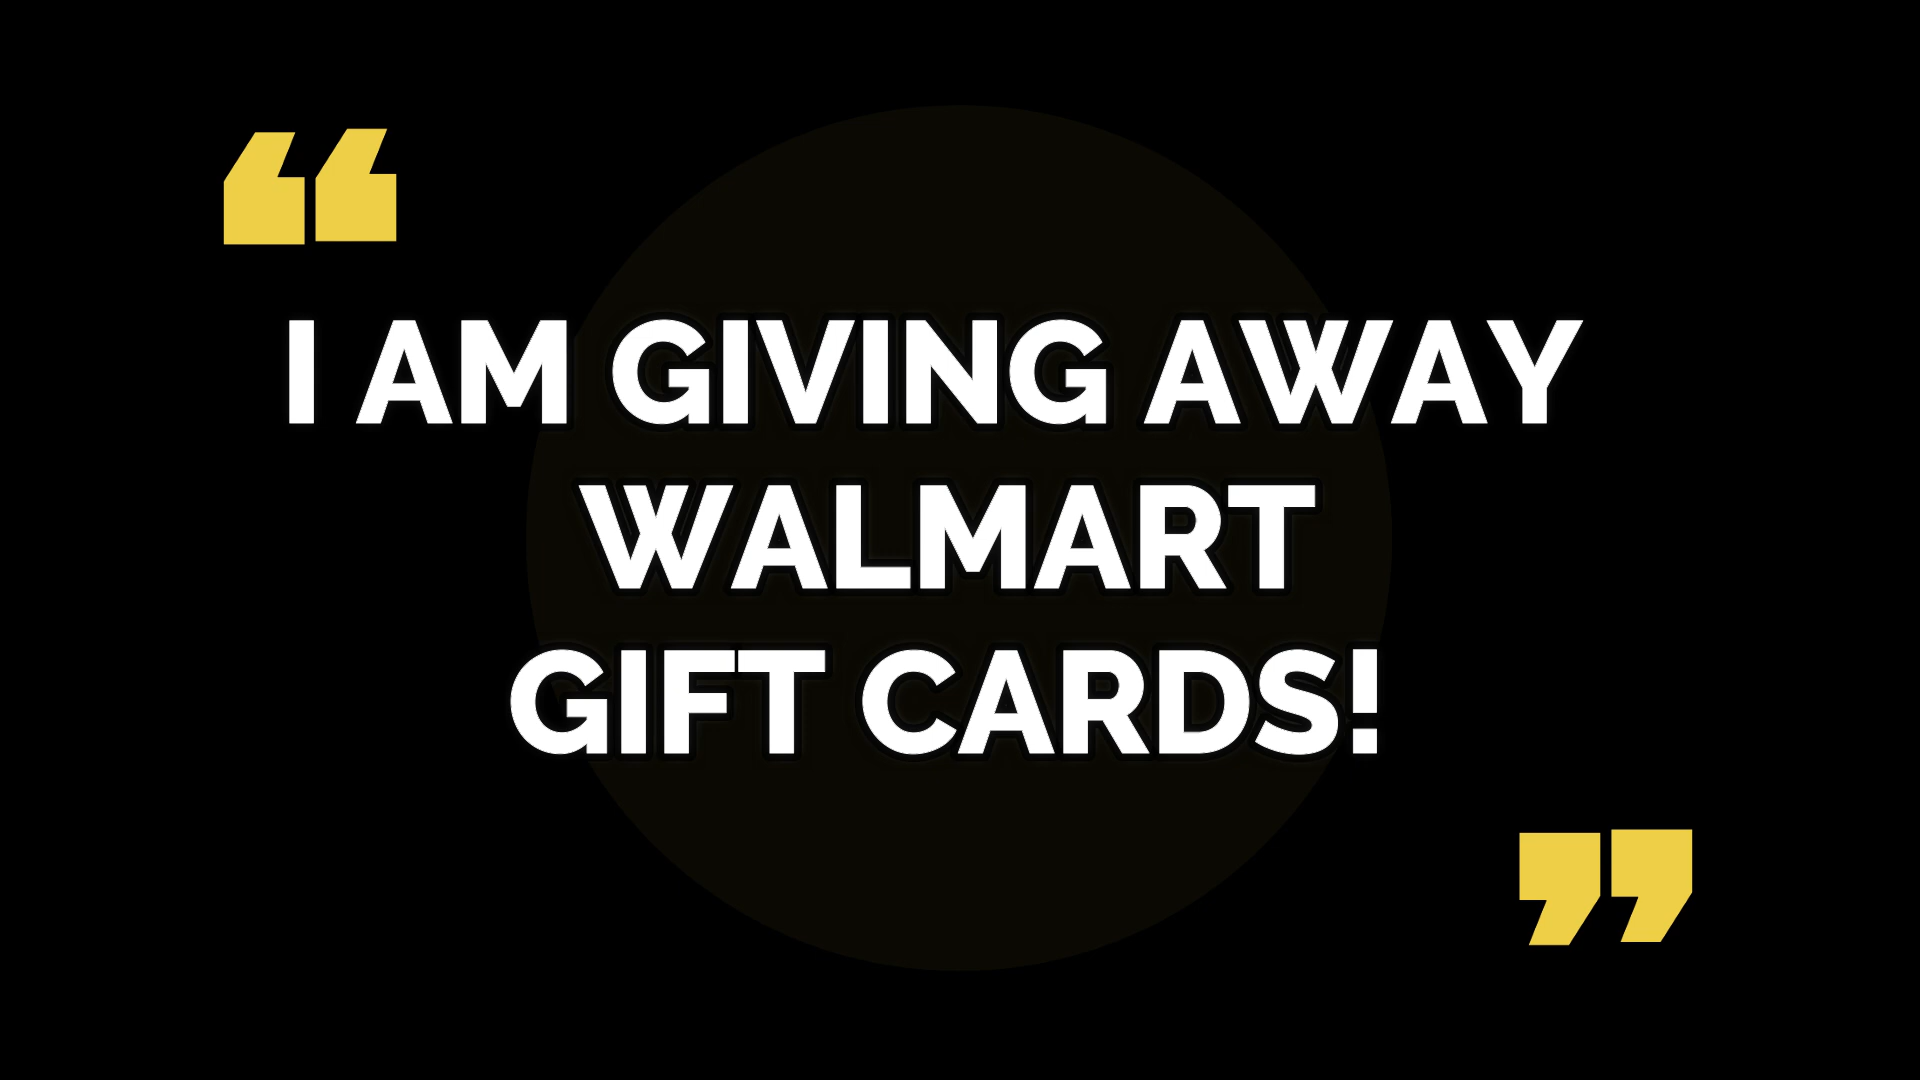 “
I AM GIVING AWAY
WALMART
GIFT CARDS!
”